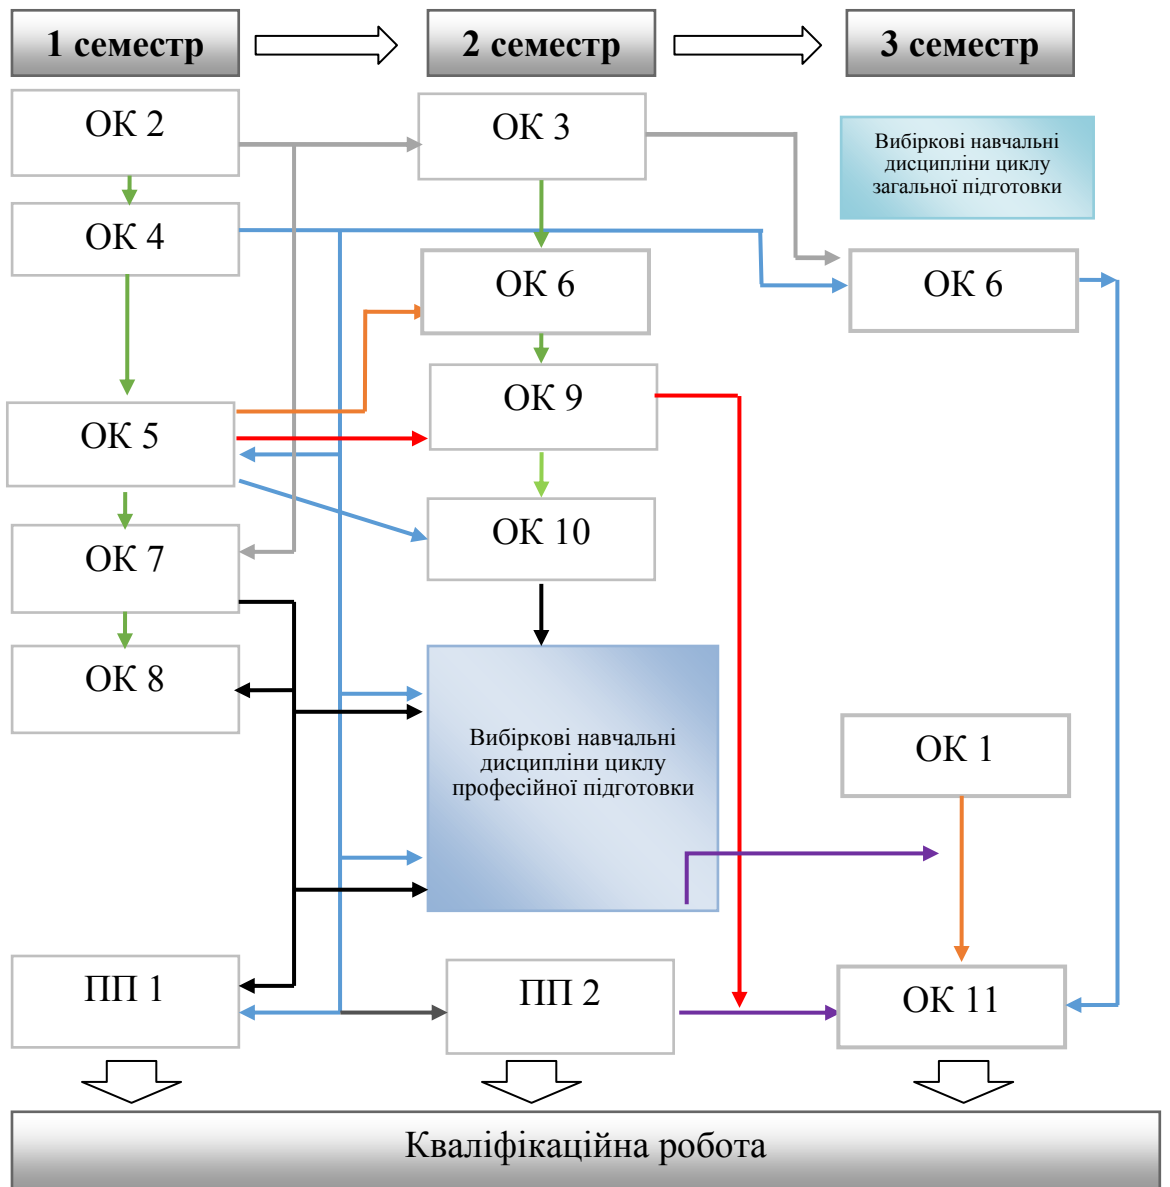 1 семестр
2 семестр
3 семестр
ОК 2
ОК 3
Вибіркові навчальні
дисципліни циклу
загальної підготовки
ОК 4
ОК 6
ОК 6
ОК 9
ОК 5
ОК 10
ОК 7
ОК 8
Вибіркові навчальні
дисципліни циклу
професійної підготовки
ОК 1
ПП 1
ПП 2
ОК 11
Кваліфікаційна робота